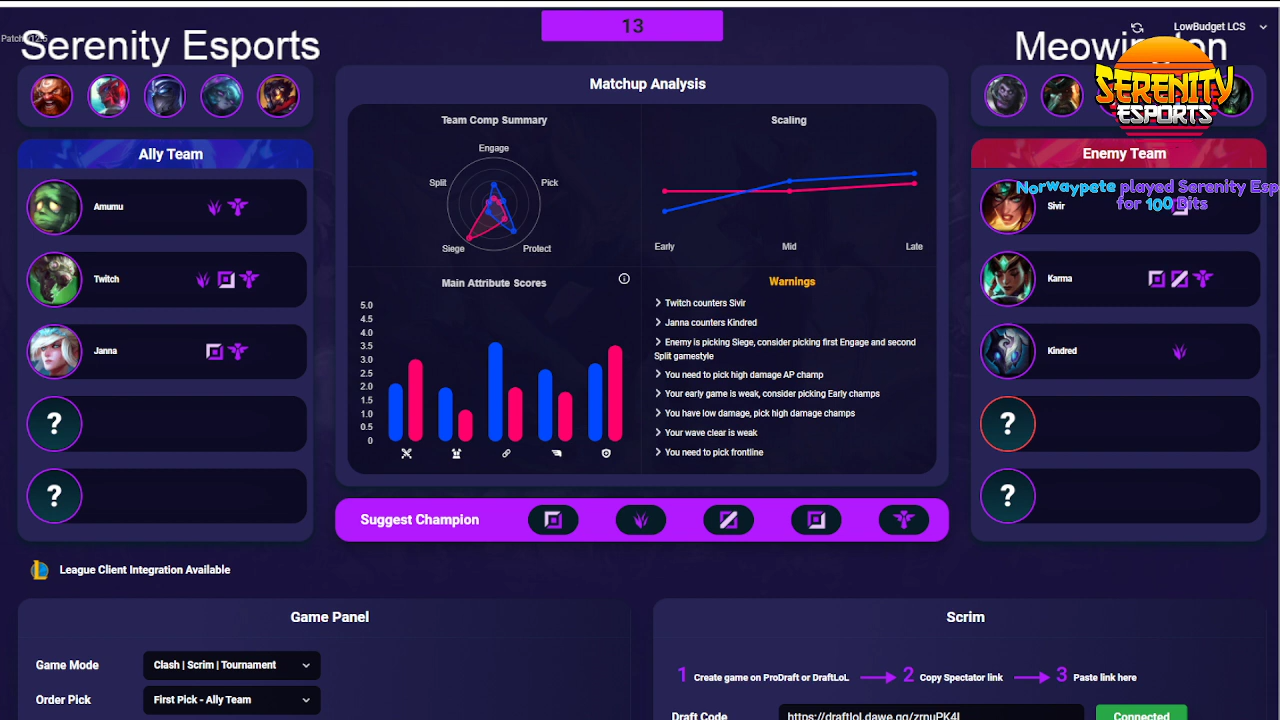 13
LowBudget LCS
Serenity Esports
SERENITY
ESPORTS
Matchup Analysis
Ally Team
Enemy Team
Norwaypete played Serenity Esp
for 100 Bits
Team Comp Summary
Scaling
Engage
Split
Pick
Siege
Protect
Early
Mid
Late
Amumu
Sivir
Twitch
Karma
Janna
Kindred
?
?
?
?
Main Attribute Scores
5.0
4.5
4.0
3.5
3.0
2.5
2.0
1.5
1.0
0.5
0
Warnings
Twitch counters Sivir
Janna counters Kindred
Enemy is picking Siege, consider picking first Engage and second
Split gamestyle
You need to pick high damage AP champ
Your early game is weak, consider picking Early champs
You have low damage, pick high damage champs
Your wave clear is weak
You need to pick frontline
Suggest Champion
League Client Integration Available
Game Panel
Game Mode
Clash | Scrim | Tournament
Order Pick
First Pick - Ally Team
Scrim
1 Create game on ProDraft or DraftLoL
2 Copy Spectator link
3 Paste link here
Draft Code
Connected